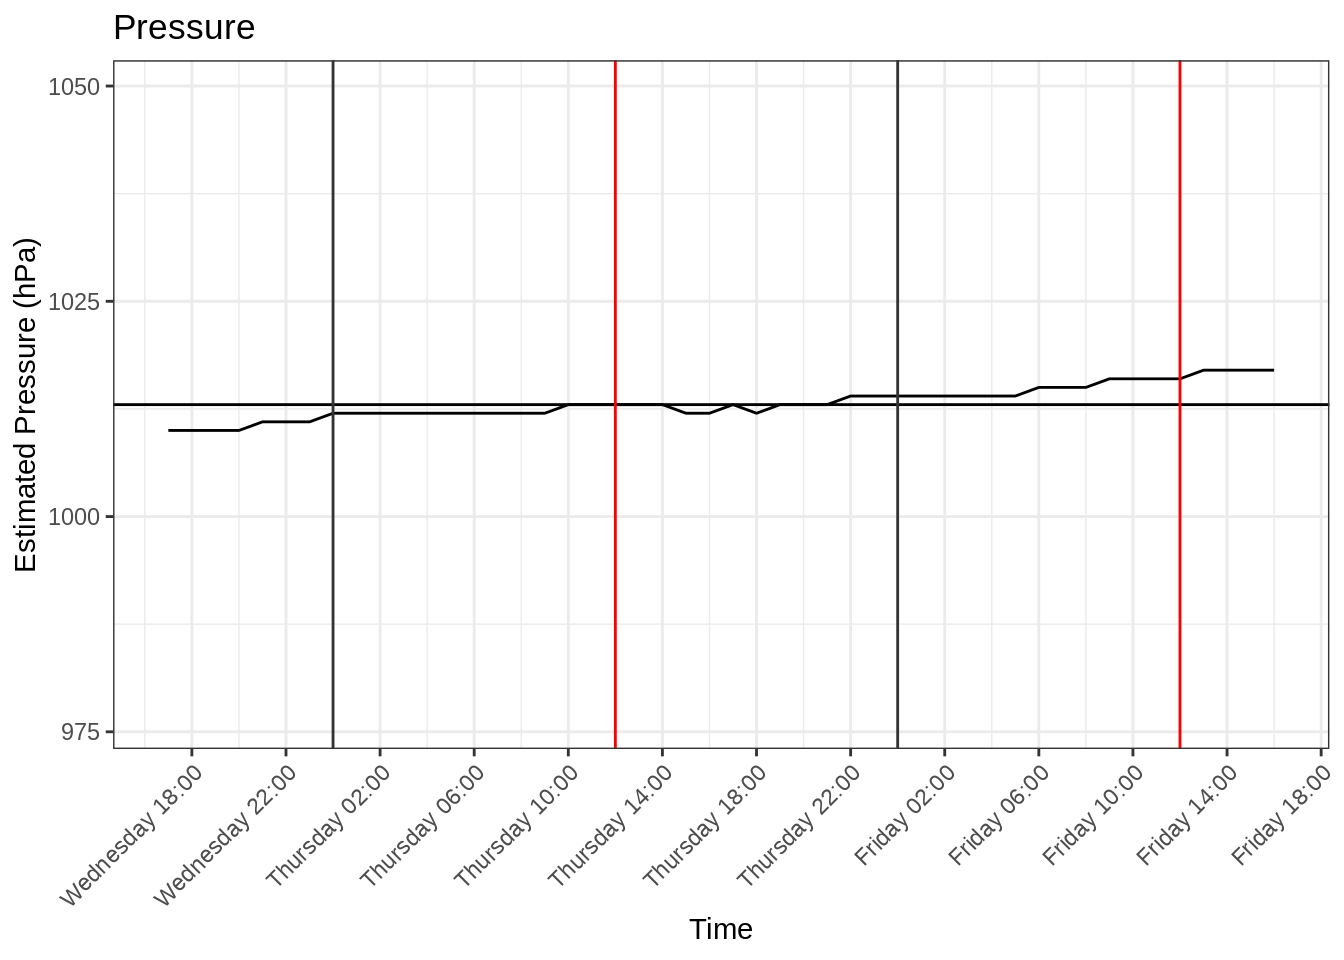 Pressure
Estimated Pressure (hPa)
1050
1025
1000
975
Wednesday 18:00
Wednesday 22:00
Thursday 02:00
Thursday 06:00
Thursday 10:00
Thursday 14:00
Thursday 18:00
Thursday 22:00
Friday 02:00
Friday 06:00
Friday 10:00
Friday 14:00
Friday 18:00
Time